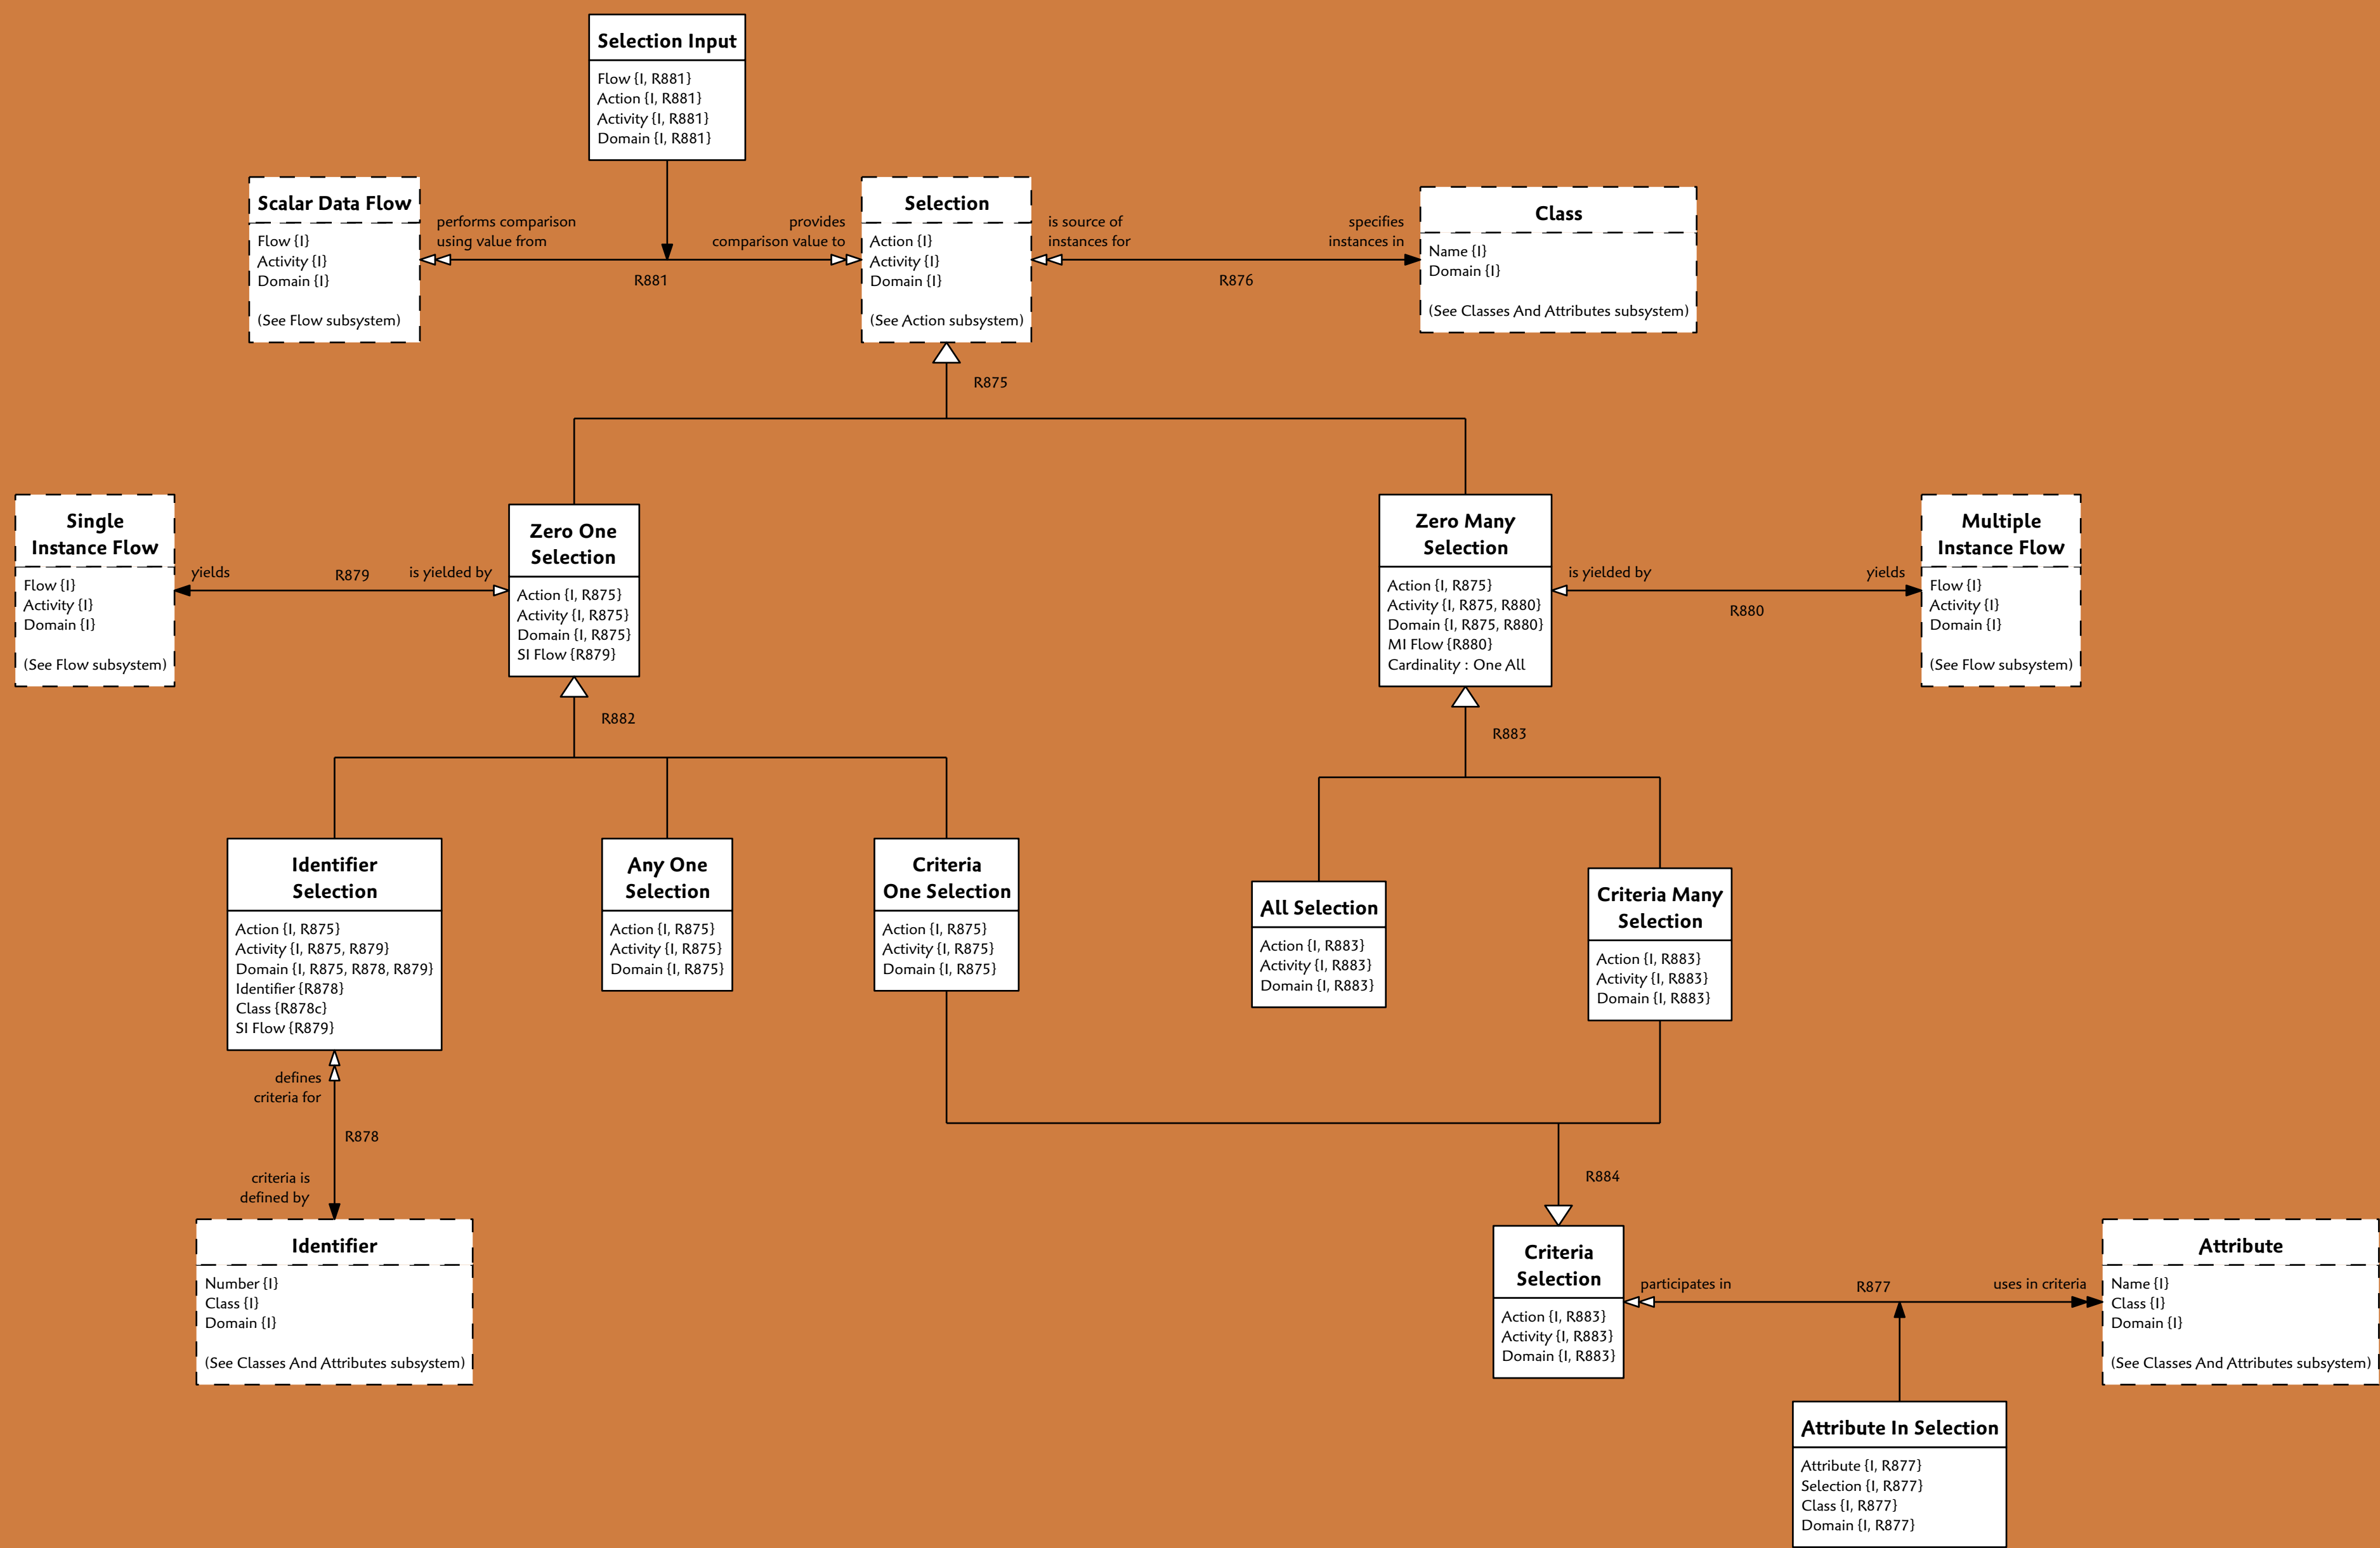 Selection Input
Flow {I, R881}
Action {I, R881}
Activity {I, R881}
Domain {I, R881}
Scalar Data Flow
Flow {I}
Activity {I}
Domain {I}
(See Flow subsystem)
performs comparison
using value from
R881
provides
comparison value to
Selection
Action {I}
Activity {I}
Domain {I}
(See Action subsystem)
is source of
instances for
R876
specifies
instances in
Class
Name {I}
Domain {I}
(See Classes And Attributes subsystem)
R875
Single
Instance Flow
Flow {I}
Activity {I}
Domain {I}
(See Flow subsystem)
yields
R879
is yielded by
Zero One
Selection
Action {I, R875}
Activity {I, R875}
Domain {I, R875}
SI Flow {R879}
Zero Many
Selection
Action {I, R875}
Activity {I, R875, R880}
Domain {I, R875, R880}
MI Flow {R880}
Cardinality : One All
is yielded by
R880
yields
Multiple
Instance Flow
Flow {I}
Activity {I}
Domain {I}
(See Flow subsystem)
R882
R883
Identifier
Selection
Action {I, R875}
Activity {I, R875, R879}
Domain {I, R875, R878, R879}
Identifier {R878}
Class {R878c}
SI Flow {R879}
Any One
Selection
Action {I, R875}
Activity {I, R875}
Domain {I, R875}
Criteria
One Selection
Action {I, R875}
Activity {I, R875}
Domain {I, R875}
All Selection
Action {I, R883}
Activity {I, R883}
Domain {I, R883}
Criteria Many
Selection
Action {I, R883}
Activity {I, R883}
Domain {I, R883}
defines
criteria for
R878
criteria is
defined by
R884
Identifier
Number {I}
Class {I}
Domain {I}
(See Classes And Attributes subsystem)
Criteria
Selection
Action {I, R883}
Activity {I, R883}
Domain {I, R883}
participates in
R877
uses in criteria
Attribute
Name {I}
Class {I}
Domain {I}
(See Classes And Attributes subsystem)
Attribute In Selection
Attribute {I, R877}
Selection {I, R877}
Class {I, R877}
Domain {I, R877}